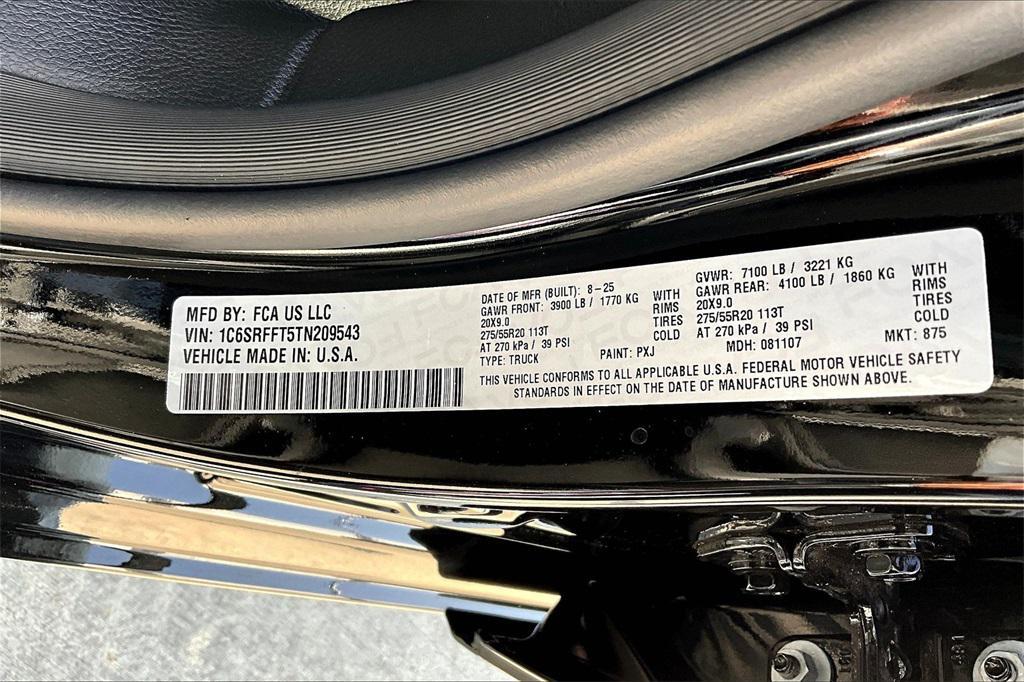 MFD BY: FCA US LLC
VIN: 1C6SRFFT5TN209543
VEHICLE MADE IN: U.S.A.
DATE OF MFR (BUILT): 8-25
GAWR FRONT: 3900 LB / 1770 KG WITH
20X9.0 RIMS
275/55R20 113T TIRES
AT 270 kPa / 39 PSI COLD
TYPE: TRUCK PAINT: PXJ
GVWR: 7100 LB / 3221 KG
GAWR REAR: 4100 LB / 1860 KG WITH
20X9.0 RIMS
275/55R20 113T TIRES
AT 270 kPa / 39 PSI COLD
MDH: 081107 MKT: 875
THIS VEHICLE CONFORMS TO ALL APPLICABLE U.S.A. FEDERAL MOTOR VEHICLE SAFETY
STANDARDS IN EFFECT ON THE DATE OF MANUFACTURE SHOWN ABOVE.